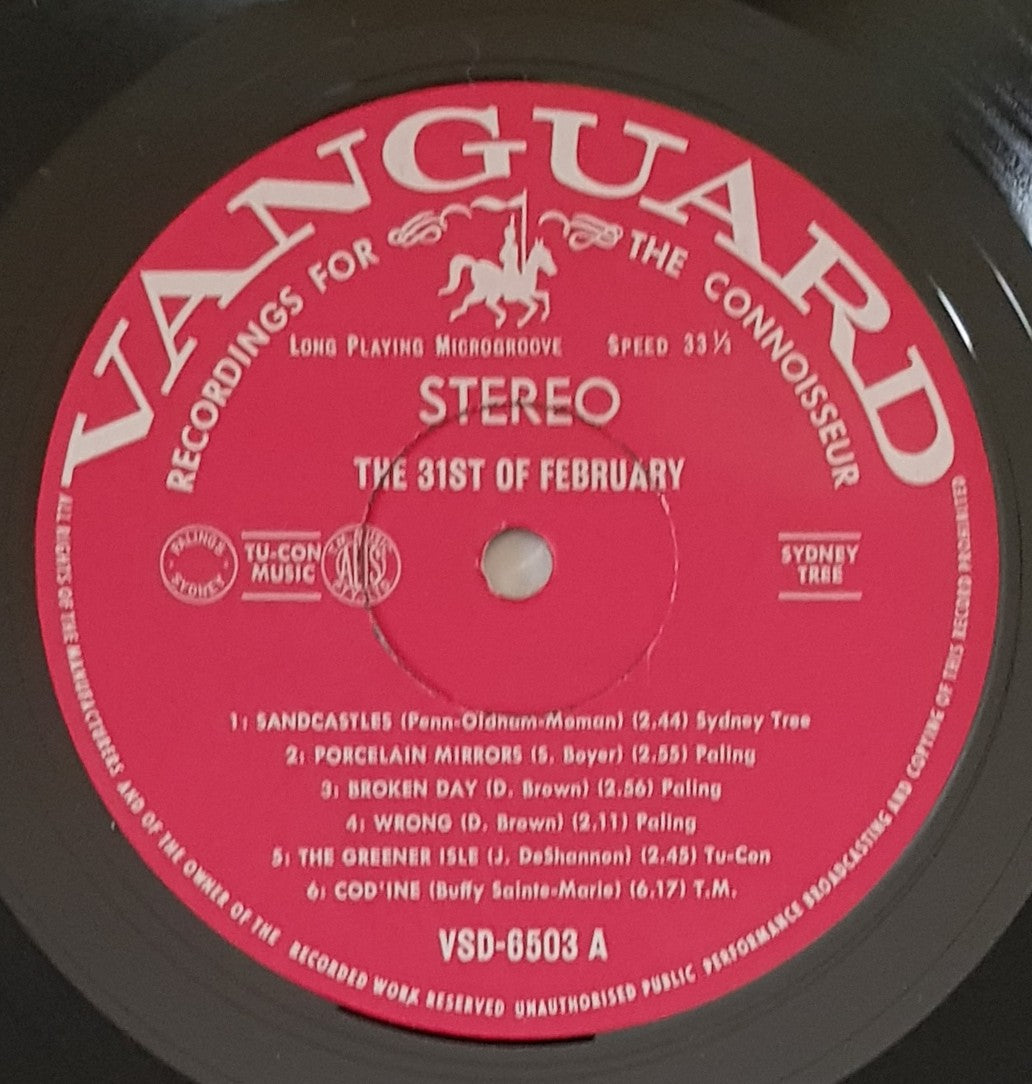 VANGUARD
RECORDINGS FOR THE CONNOISSEUR
LONG PLAYING MICROGROOVE SPEED 33⅓
STEREO
THE 31ST OF FEBRUARY
PALINGS SYDNEY
TU-CON
MUSIC
SYDNEY
TREE
1: SANDCASTLES (Penn-Oldham-Moman) (2.44) Sydney Tree
2: PORCELAIN MIRRORS (S. Boyer) (2.55) Paling
3: BROKEN DAY (D. Brown) (2.56) Paling
4: WRONG (D. Brown) (2.11) Paling
5: THE GREENER ISLE (J. DeShannon) (2.45) Tu-Con
6: COD'INE (Buffy Sainte-Marie) (6.17) T.M.
VSD-6503 A
ALL RIGHTS OF THE MANUFACTURERS AND OF THE OWNER OF THE RECORDED WORK RESERVED UNAUTHORISED PUBLIC PERFORMANCE BROADCASTING AND COPYING OF THIS RECORD PROHIBITED